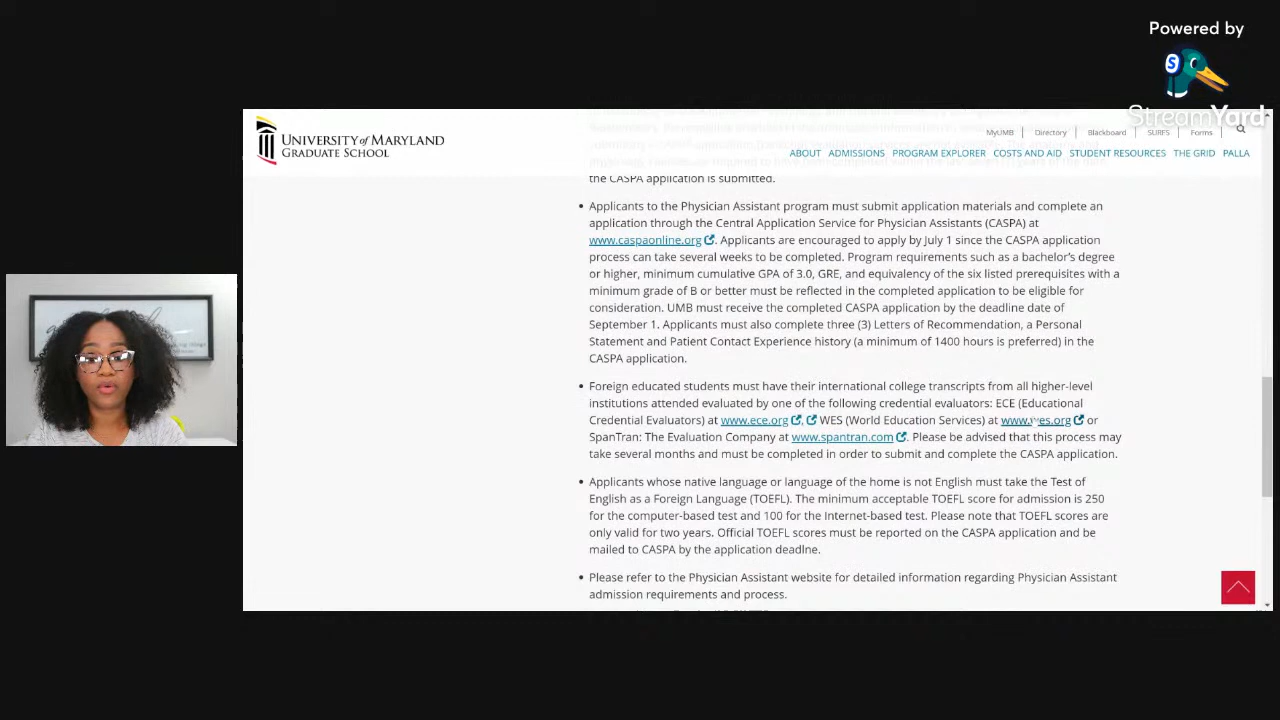 Powered by
S
StreamYard
UNIVERSITY of MARYLAND
GRADUATE SCHOOL
MyUMB
Directory
Blackboard
SURFS
Forms
ABOUT
ADMISSIONS
PROGRAM EXPLORER
COSTS AND AID
STUDENT RESOURCES
THE GRID
PALLA
the CASPA application is submitted.
• Applicants to the Physician Assistant program must submit application materials and complete an
application through the Central Application Service for Physician Assistants (CASPA) at
www.caspaonline.org . Applicants are encouraged to apply by July 1 since the CASPA application
process can take several weeks to be completed. Program requirements such as a bachelor's degree
or higher, minimum cumulative GPA of 3.0, GRE, and equivalency of the six listed prerequisites with a
minimum grade of B or better must be reflected in the completed application to be eligible for
consideration. UMB must receive the completed CASPA application by the deadline date of
September 1. Applicants must also complete three (3) Letters of Recommendation, a Personal
Statement and Patient Contact Experience history (a minimum of 1400 hours is preferred) in the
CASPA application.
• Foreign educated students must have their international college transcripts from all higher-level
institutions attended evaluated by one of the following credential evaluators: ECE (Educational
Credential Evaluators) at www.ece.org , WES (World Education Services) at www.wes.org or
SpanTran: The Evaluation Company at www.spantran.com . Please be advised that this process may
take several months and must be completed in order to submit and complete the CASPA application.
• Applicants whose native language or language of the home is not English must take the Test of
English as a Foreign Language (TOEFL). The minimum acceptable TOEFL score for admission is 250
for the computer-based test and 100 for the Internet-based test. Please note that TOEFL scores are
only valid for two years. Official TOEFL scores must be reported on the CASPA application and be
mailed to CASPA by the application deadlne.
• Please refer to the Physician Assistant website for detailed information regarding Physician Assistant
admission requirements and process.